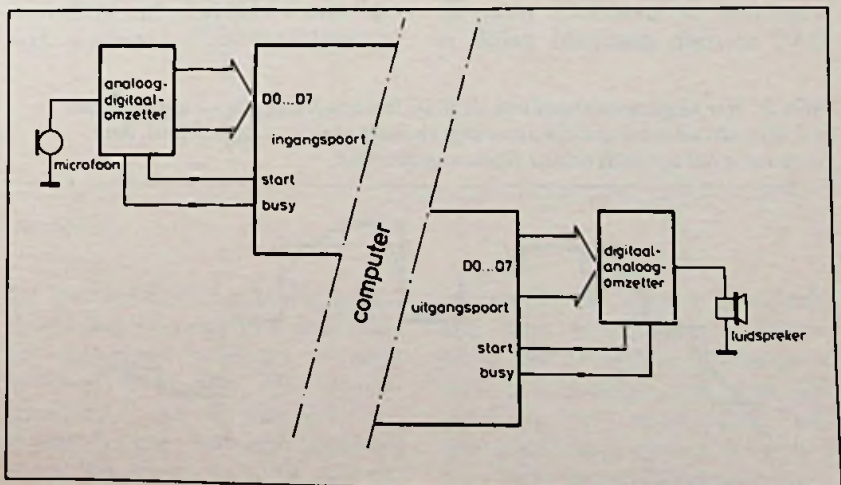 analoog-
digitaal-
omzetter
microfoon
D0...D7
ingangspoort
start
busy
computer
D0...D7
uitgangspoort
start
busy
digitaal-
analoog-
omzetter
luidspreker